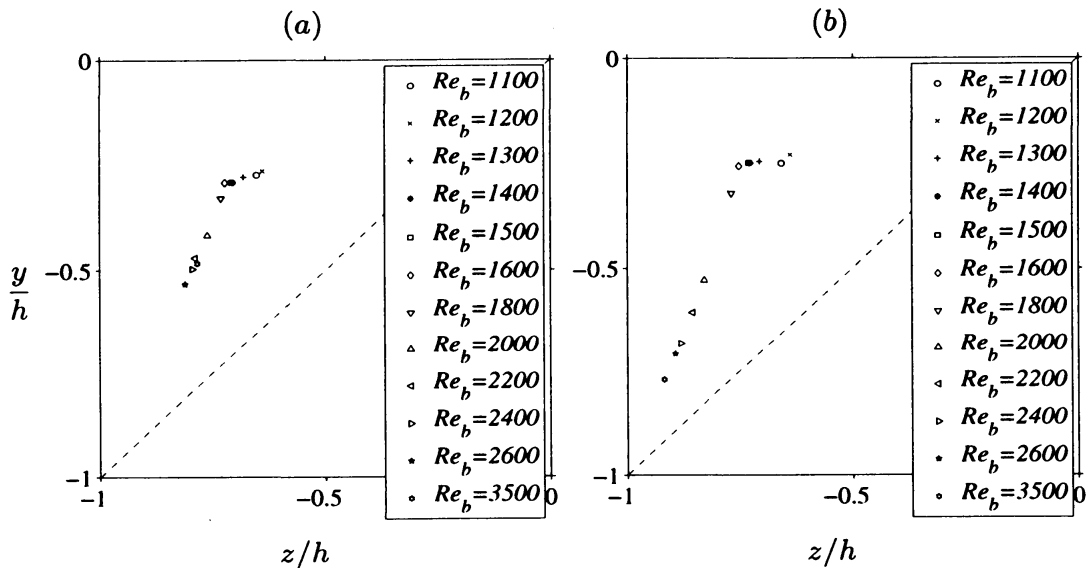 (a)
0
−0.5
−1
y/h
−1
−0.5
0
z/h
Re_b=1100
Re_b=1200
Re_b=1300
Re_b=1400
Re_b=1500
Re_b=1600
Re_b=1800
Re_b=2000
Re_b=2200
Re_b=2400
Re_b=2600
Re_b=3500
(b)
0
−0.5
−1
−1
−0.5
0
z/h
Re_b=1100
Re_b=1200
Re_b=1300
Re_b=1400
Re_b=1500
Re_b=1600
Re_b=1800
Re_b=2000
Re_b=2200
Re_b=2400
Re_b=2600
Re_b=3500